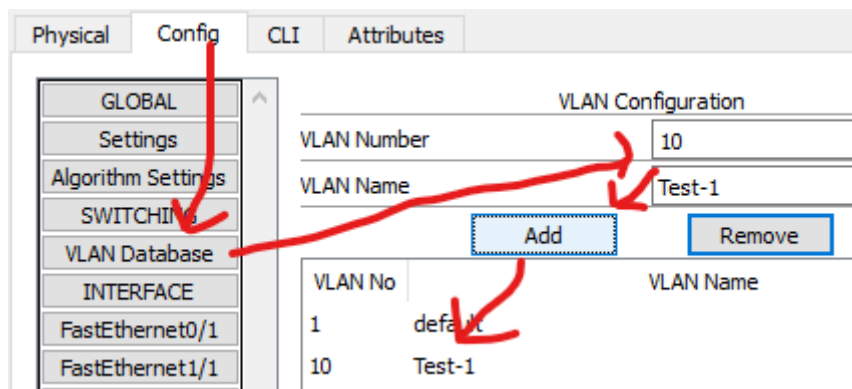 Physical Config CLI Attributes
GLOBAL
Settings
Algorithm Settings
SWITCHING
VLAN Database
INTERFACE
FastEthernet0/1
FastEthernet1/1
VLAN Configuration
VLAN Number 10
VLAN Name Test-1
Add Remove
VLAN No VLAN Name
1 default
10 Test-1